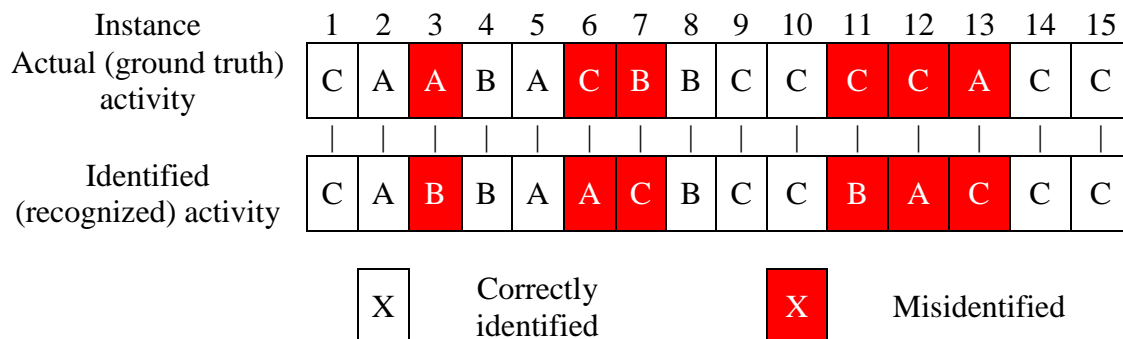 Instance 1 2 3 4 5 6 7 8 9 10 11 12 13 14 15
Actual (ground truth)
activity
C A A B A C B B C C C C A C C
| | | | | | | | | | | | | | |
Identified
(recognized) activity
C A B B A A C B C C B A C C C
X Correctly
identified
X Misidentified